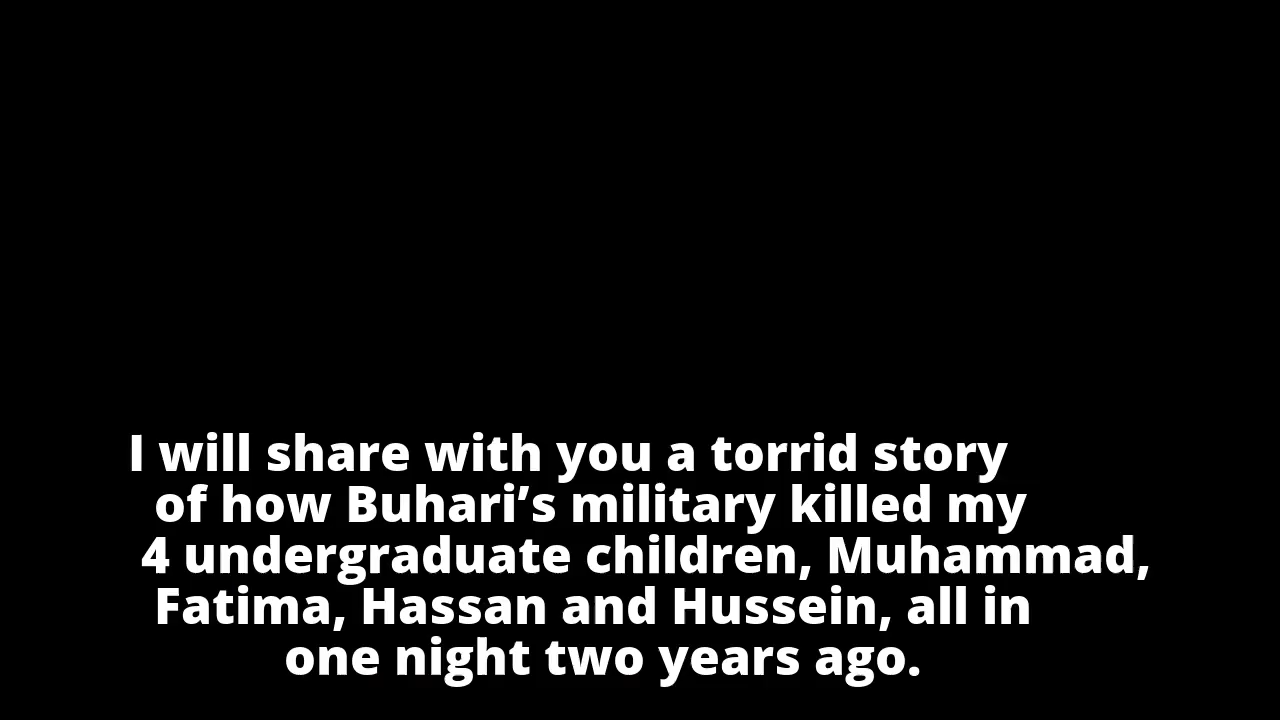 I will share with you a torrid story
of how Buhari’s military killed my
4 undergraduate children, Muhammad,
Fatima, Hassan and Hussein, all in
one night two years ago.